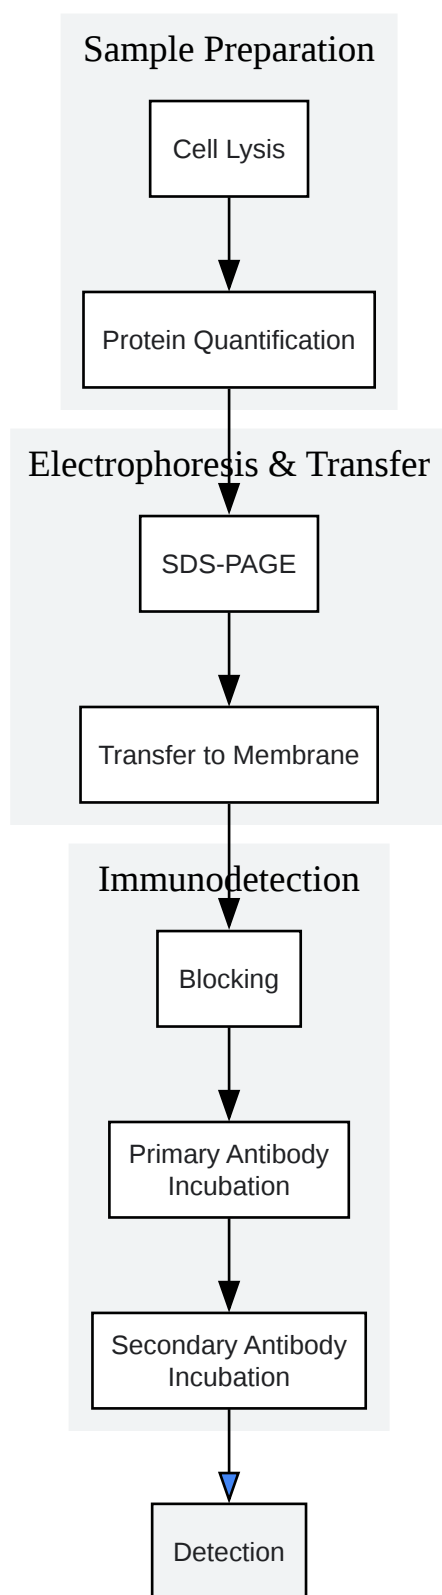 Sample Preparation
Cell Lysis
Protein Quantification
Electrophoresis & Transfer
SDS-PAGE
Transfer to Membrane
Immunodetection
Blocking
Primary Antibody
Incubation
Secondary Antibody
Incubation
Detection